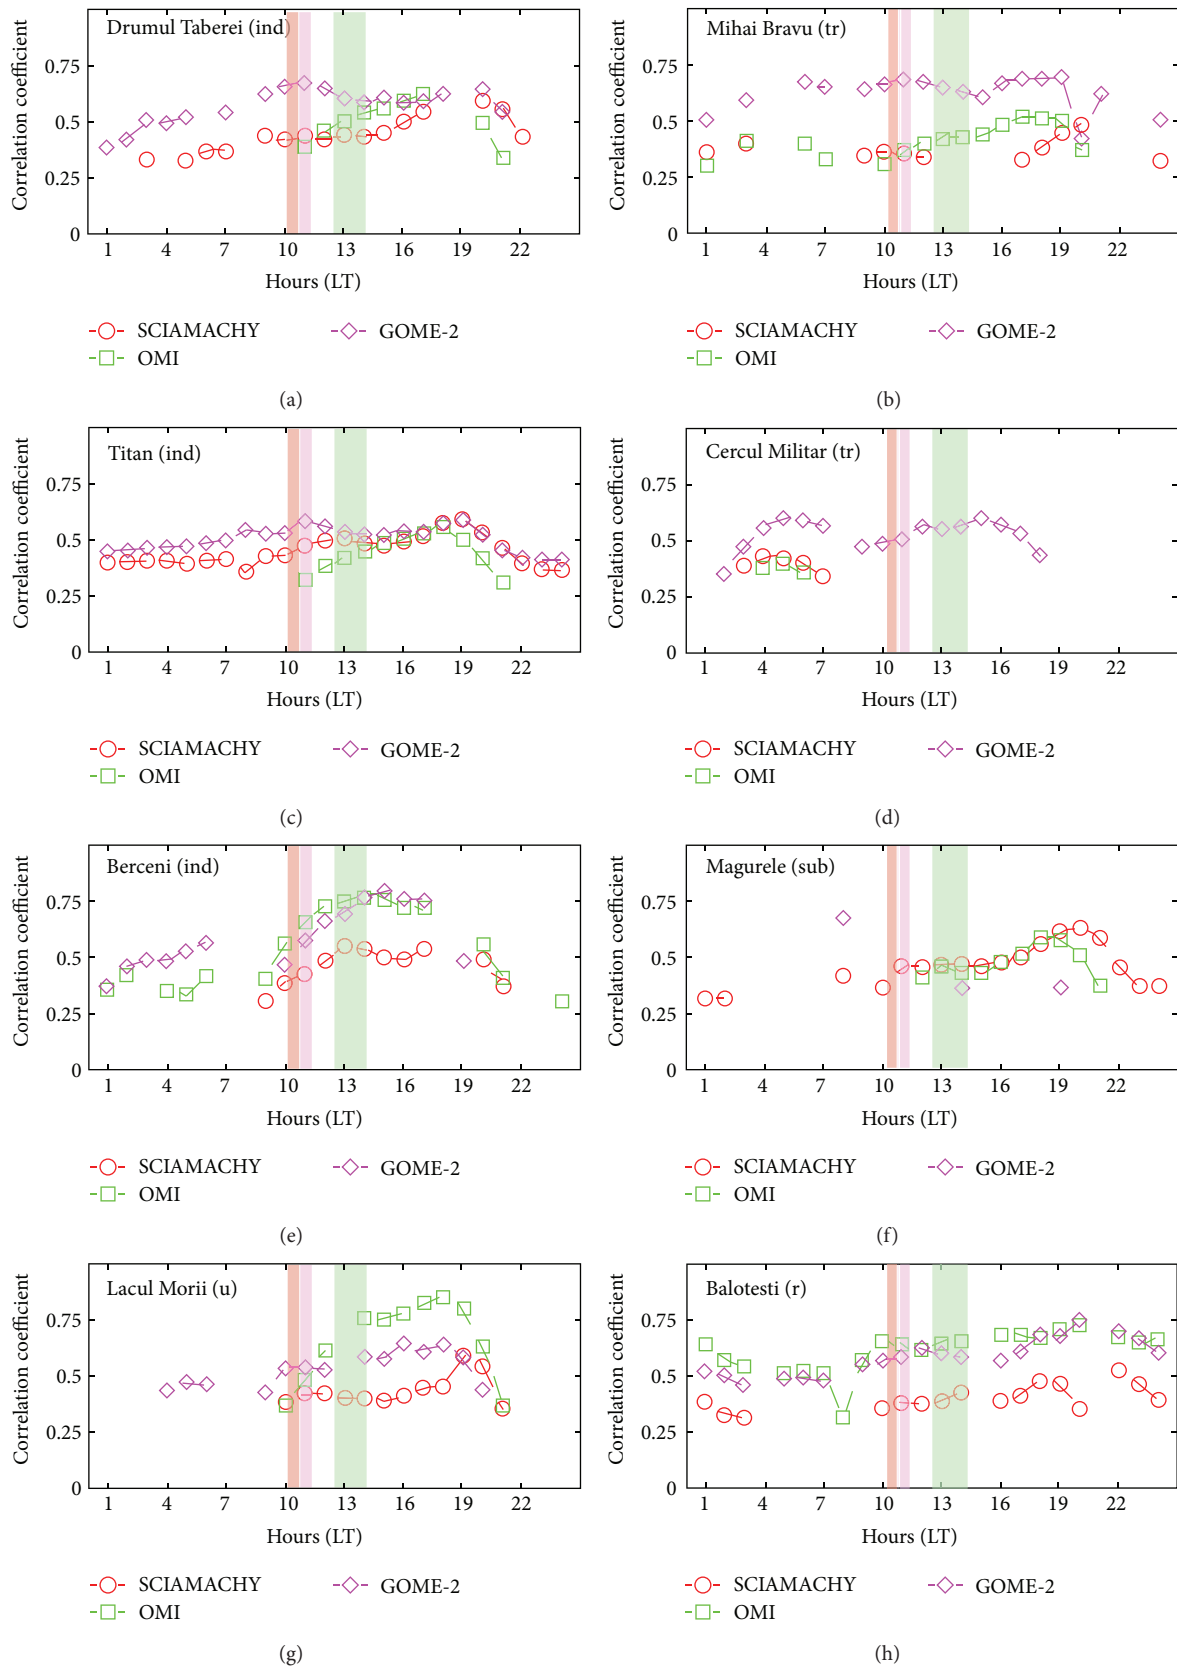 Drumul Taberei (ind)
Correlation coefficient
0.75
0.5
0.25
0
1 4 7 10 13 16 19 22
Hours (LT)
SCIAMACHY
OMI
GOME-2
(a)
Mihai Bravu (tr)
Correlation coefficient
0.75
0.5
0.25
0
1 4 7 10 13 16 19 22
Hours (LT)
SCIAMACHY
OMI
GOME-2
(b)
Titan (ind)
Correlation coefficient
0.75
0.5
0.25
0
1 4 7 10 13 16 19 22
Hours (LT)
SCIAMACHY
OMI
GOME-2
(c)
Cercul Militar (tr)
Correlation coefficient
0.75
0.5
0.25
0
1 4 7 10 13 16 19 22
Hours (LT)
SCIAMACHY
OMI
GOME-2
(d)
Berceni (ind)
Correlation coefficient
0.75
0.5
0.25
0
1 4 7 10 13 16 19 22
Hours (LT)
SCIAMACHY
OMI
GOME-2
(e)
Magurele (sub)
Correlation coefficient
0.75
0.5
0.25
0
1 4 7 10 13 16 19 22
Hours (LT)
SCIAMACHY
OMI
GOME-2
(f)
Lacul Morii (u)
Correlation coefficient
0.75
0.5
0.25
0
1 4 7 10 13 16 19 22
Hours (LT)
SCIAMACHY
OMI
GOME-2
(g)
Balotesti (r)
Correlation coefficient
0.75
0.5
0.25
0
1 4 7 10 13 16 19 22
Hours (LT)
SCIAMACHY
OMI
GOME-2
(h)